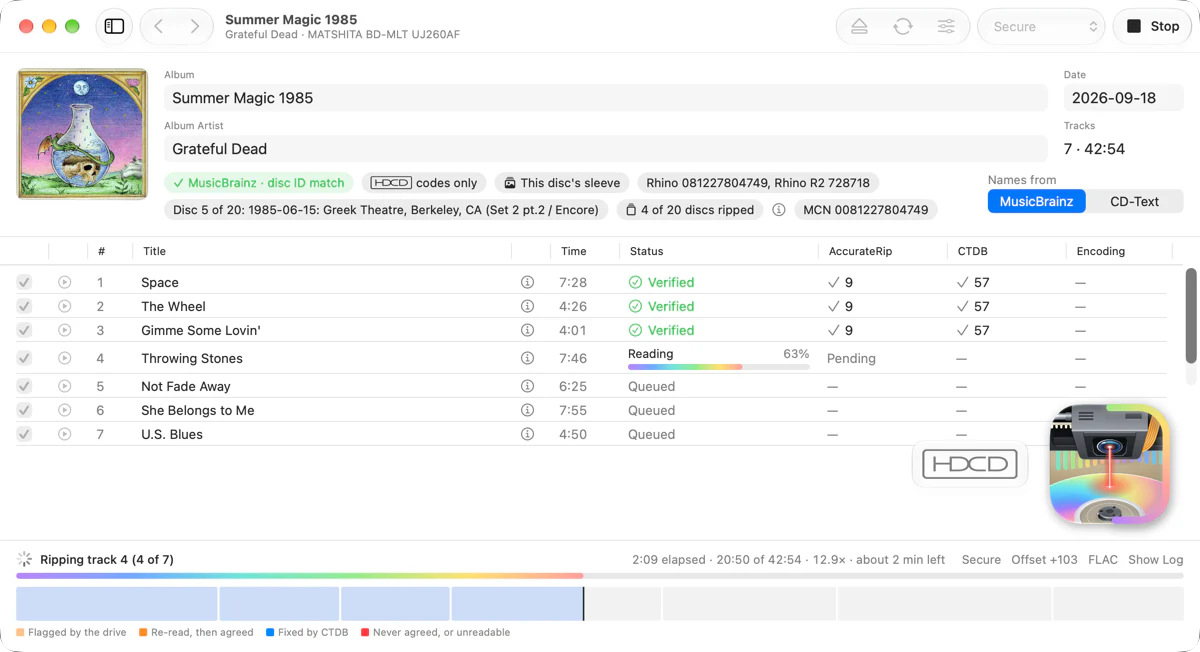 Summer Magic 1985
Grateful Dead · MATSHITA BD-MLT UJ260AF
Secure
Stop
Album
Summer Magic 1985
Date
2026-09-18
Album Artist
Grateful Dead
Tracks
7 · 42:54
MusicBrainz · disc ID match
HDCD codes only
This disc's sleeve
Rhino 081227804749, Rhino R2 728718
Names from
MusicBrainz CD-Text
Disc 5 of 20: 1985-06-15: Greek Theatre, Berkeley, CA (Set 2 pt.2 / Encore)
4 of 20 discs ripped
MCN 0081227804749
# Title Time Status AccurateRip CTDB Encoding
1 Space 7:28 Verified 9 57 —
2 The Wheel 4:26 Verified 9 57 —
3 Gimme Some Lovin' 4:01 Verified 9 57 —
4 Throwing Stones 7:46 Reading 63% Pending — —
5 Not Fade Away 6:25 Queued — — —
6 She Belongs to Me 7:55 Queued — —
7 U.S. Blues 4:50 Queued — —
HDCD
Ripping track 4 (4 of 7)
2:09 elapsed · 20:50 of 42:54 · 12.9× · about 2 min left Secure Offset +103 FLAC Show Log
Flagged by the drive Re-read, then agreed Fixed by CTDB Never agreed, or unreadable